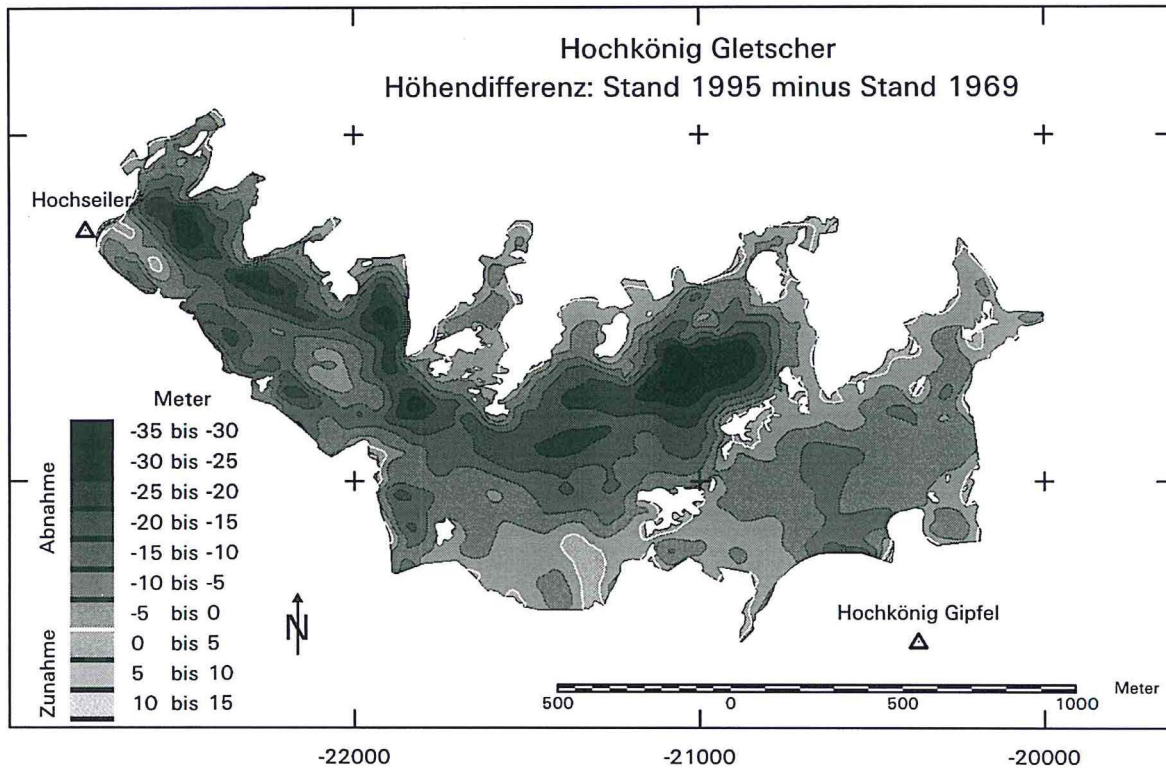 Hochkönig Gletscher
Höhendifferenz: Stand 1995 minus Stand 1969
Hochseiler
Meter
-35 bis -30
-30 bis -25
-25 bis -20
-20 bis -15
-15 bis -10
-10 bis -5
-5 bis 0
0 bis 5
5 bis 10
10 bis 15
Abnahme
Zunahme
N
Hochkönig Gipfel
500 0 500 1000 Meter
-22000 -21000 -20000